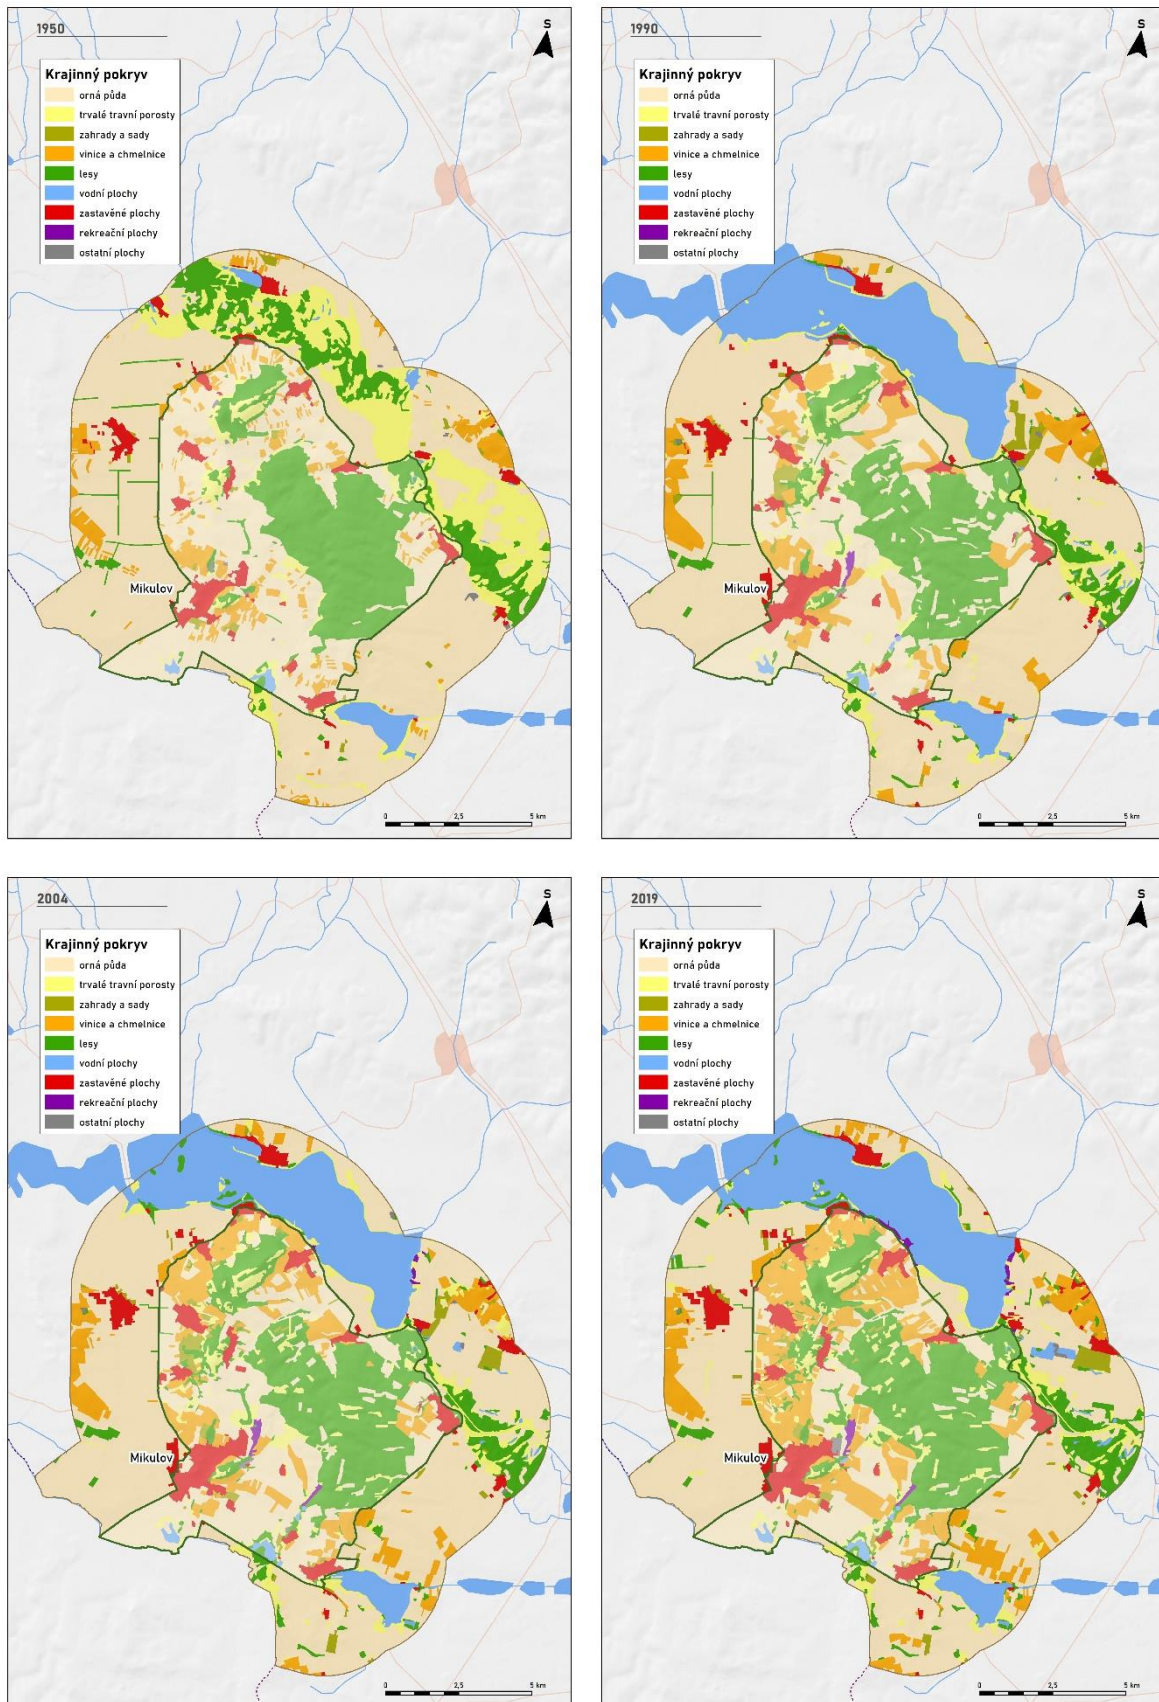 1950
S
Krajinný pokryv
orná půda
trvalé travní porosty
zahrady a sady
vinice a chmelnice
lesy
vodní plochy
zastavěné plochy
rekreační plochy
ostatní plochy
Mikulov
0 2,5 5 km
1990
S
Krajinný pokryv
orná půda
trvalé travní porosty
zahrady a sady
vinice a chmelnice
lesy
vodní plochy
zastavěné plochy
rekreační plochy
ostatní plochy
Mikulov
0 2,5 5 km
2004
S
Krajinný pokryv
orná půda
trvalé travní porosty
zahrady a sady
vinice a chmelnice
lesy
vodní plochy
zastavěné plochy
rekreační plochy
ostatní plochy
Mikulov
0 2,5 5 km
2019
S
Krajinný pokryv
orná půda
trvalé travní porosty
zahrady a sady
vinice a chmelnice
lesy
vodní plochy
zastavěné plochy
rekreační plochy
ostatní plochy
Mikulov
0 2,5 5 km